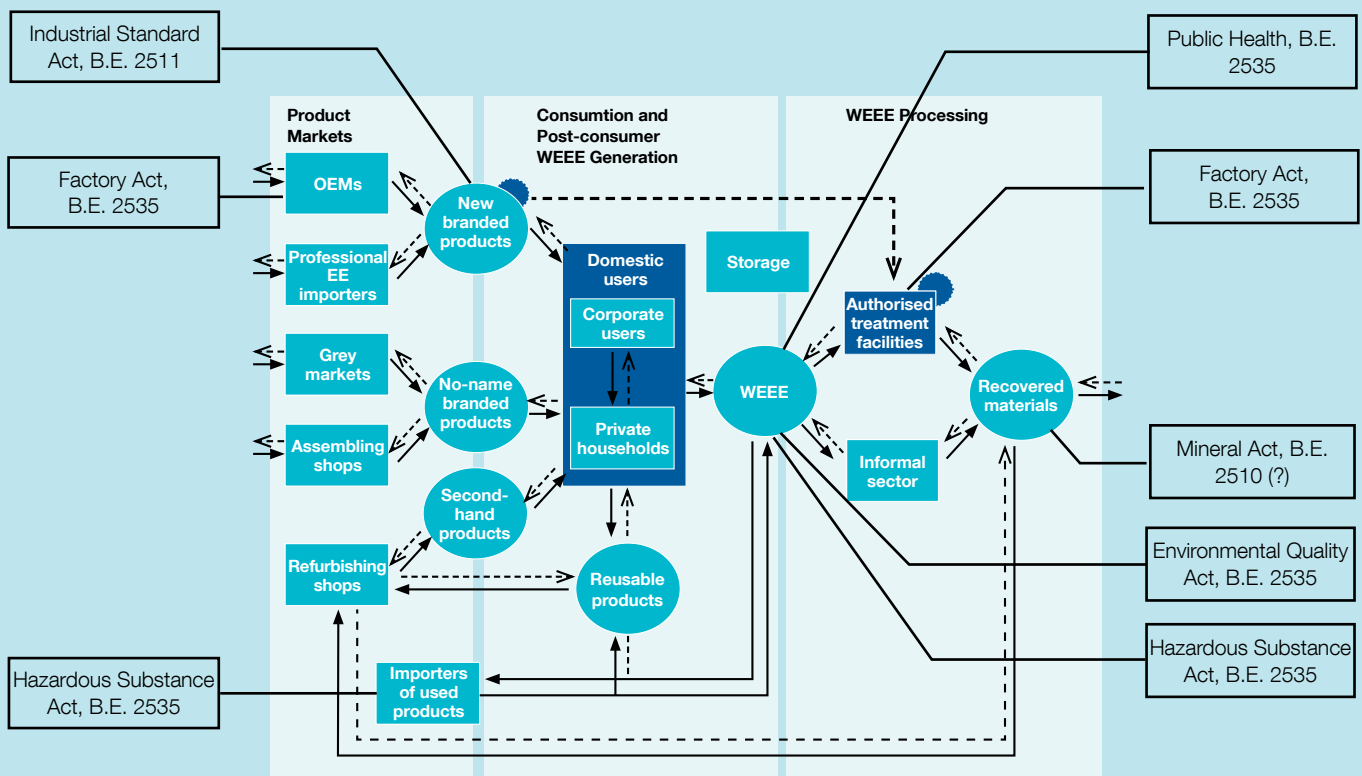 Industrial Standard
Act, B.E. 2511
Public Health, B.E.
2535
Product
Markets
Consumtion and
Post-consumer
WEEE Generation
WEEE Processing
Factory Act,
B.E. 2535
OEMs
New
branded
products
Factory Act,
B.E. 2535
Professional
EE
importers
Domestic
users
Storage
Corporate
users
Authorised
treatment
facilities
Grey
markets
No-name
branded
products
WEEE
Recovered
materials
Private
households
Assembling
shops
Informal
sector
Mineral Act, B.E.
2510 (?)
Second-
hand
products
Refurbishing
shops
Reusable
products
Environmental Quality
Act, B.E. 2535
Hazardous Substance
Act, B.E. 2535
Importers
of used
products
Hazardous Substance
Act, B.E. 2535